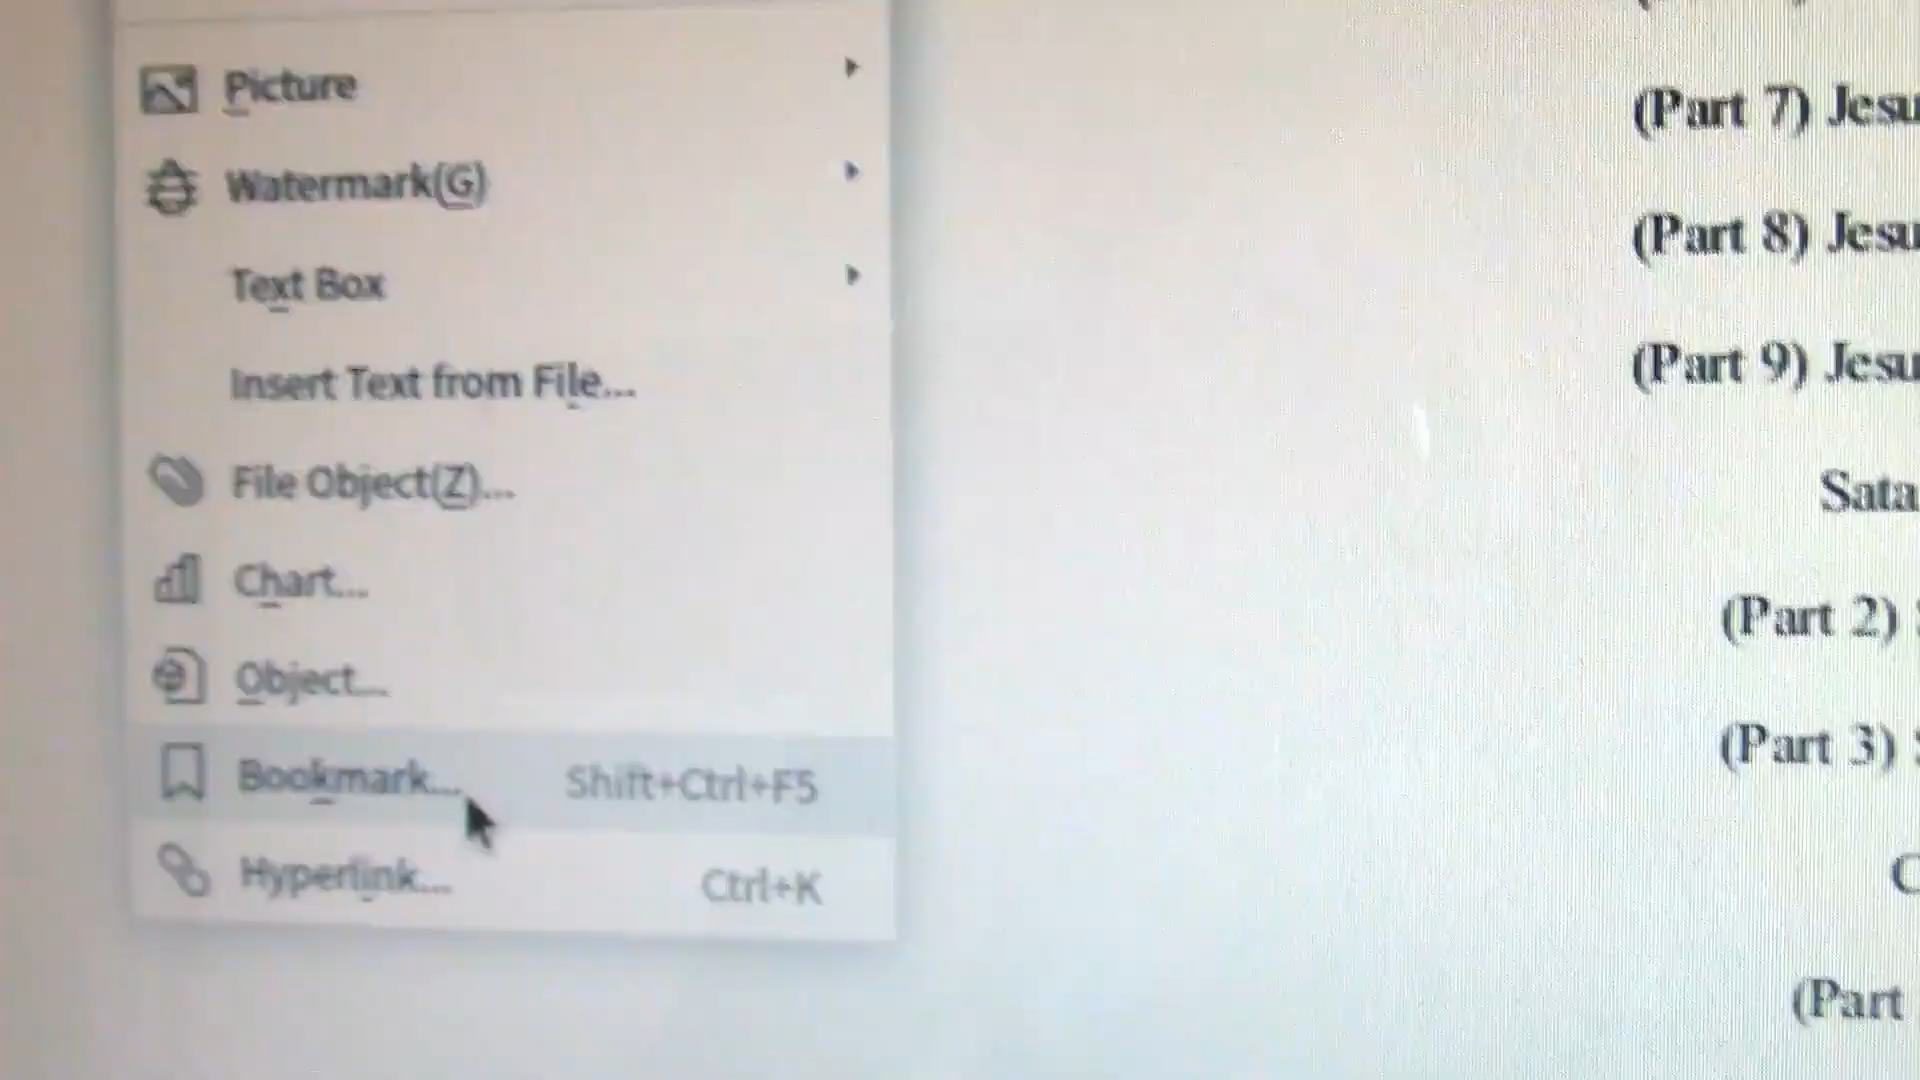 Picture
Watermark(G)
Text Box
Insert Text from File...
File Object(Z)...
Chart...
Object...
Bookmark... Shift+Ctrl+F5
Hyperlink... Ctrl+K
(Part 7) Jesu
(Part 8) Jesu
(Part 9) Jesu
Sata
(Part 2)
(Part 3)
C
(Part